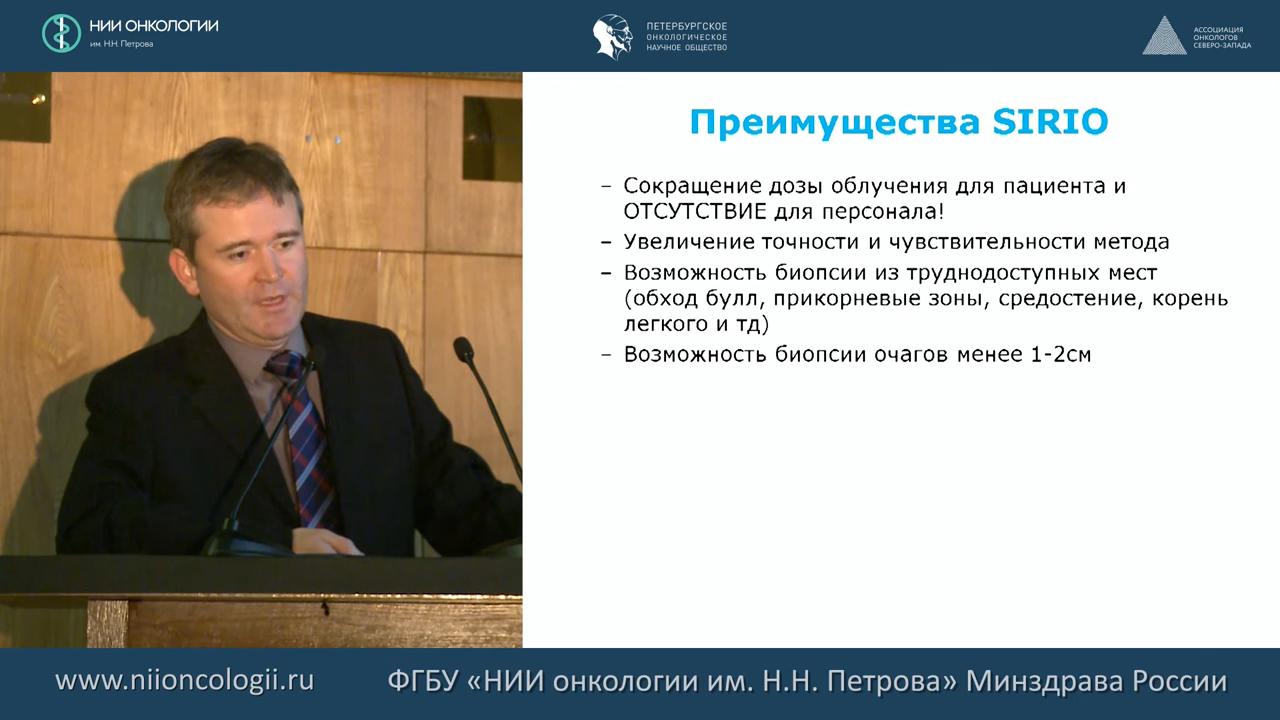 НИИ ОНКОЛОГИИ
им. Н.Н. Петрова
ПЕТЕРБУРГСКОЕ
ОНКОЛОГИЧЕСКОЕ
НАУЧНОЕ ОБЩЕСТВО
АССОЦИАЦИЯ
ОНКОЛОГОВ
СЕВЕРО-ЗАПАДА
Преимущества SIRIO
– Сокращение дозы облучения для пациента и
ОТСУТСТВИЕ для персонала!
– Увеличение точности и чувствительности метода
– Возможность биопсии из труднодоступных мест
(обход булл, прикорневые зоны, средостение, корень
легкого и тд)
– Возможность биопсии очагов менее 1-2см
www.niioncologii.ru
ФГБУ «НИИ онкологии им. Н.Н. Петрова» Минздрава России